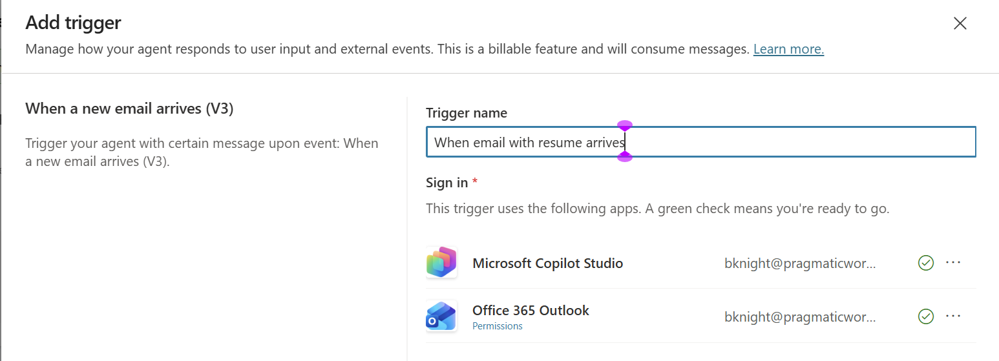 Add trigger
Manage how your agent responds to user input and external events. This is a billable feature and will consume messages. Learn more.
When a new email arrives (V3)
Trigger your agent with certain message upon event: When
a new email arrives (V3).
Trigger name
When email with resume arrives
Sign in *
This trigger uses the following apps. A green check means you're ready to go.
Microsoft Copilot Studio
bknight@pragmaticwor...
Office 365 Outlook
Permissions
bknight@pragmaticwor...